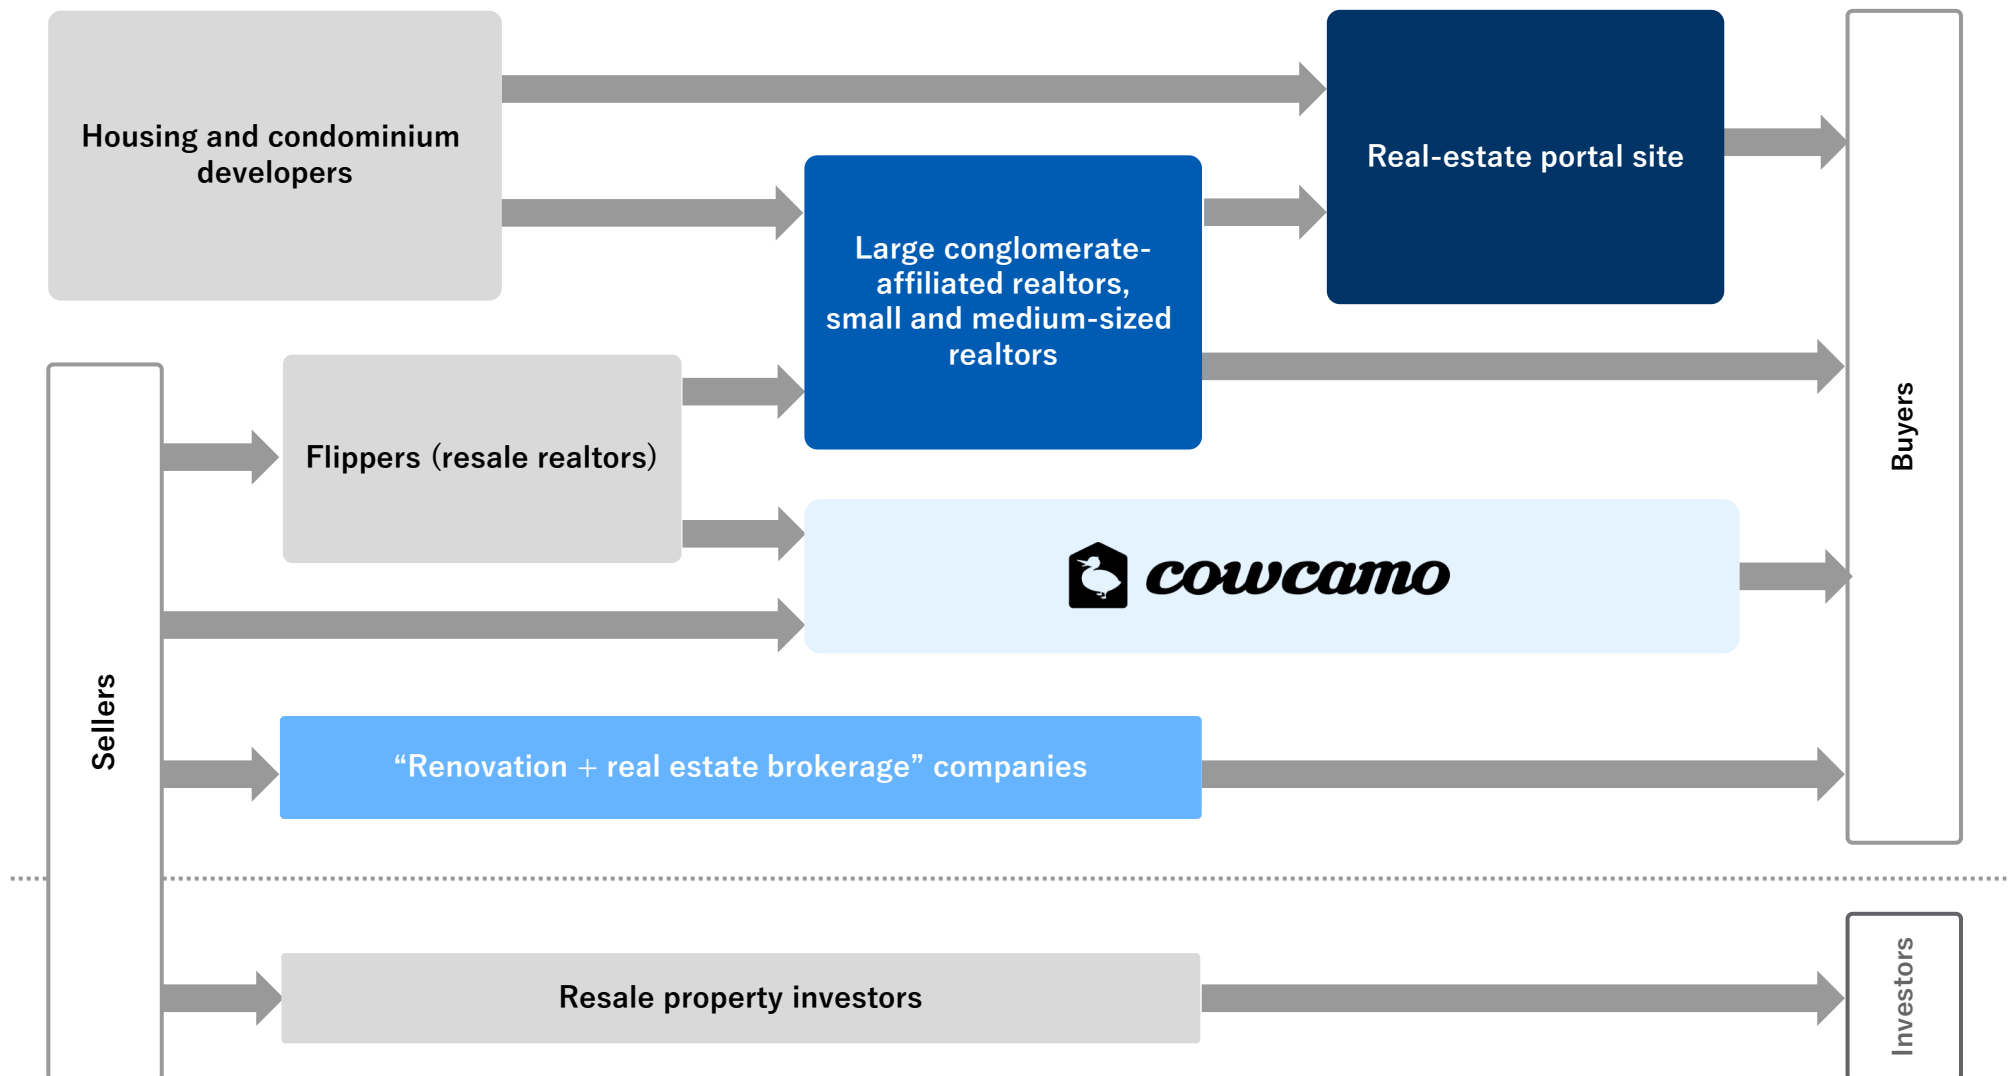 Housing and condominium
developers
Real-estate portal site
Large conglomerate-
affiliated realtors,
small and medium-sized
realtors
Buyers
Flippers (resale realtors)
cowcamo
Sellers
“Renovation + real estate brokerage” companies
Resale property investors
Investors